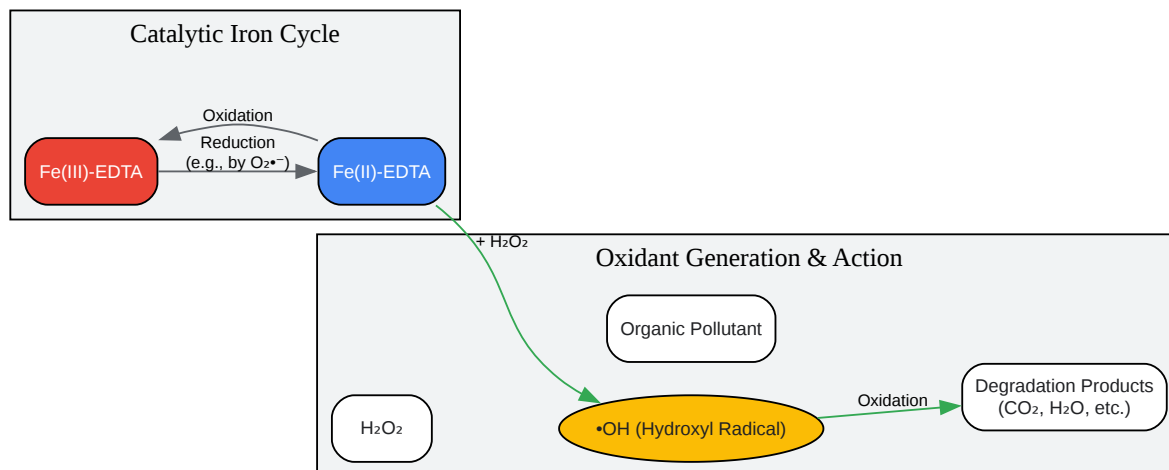 Catalytic Iron Cycle
Oxidation
Reduction
(e.g., by O₂•⁻)
Fe(III)-EDTA
Fe(II)-EDTA
+ H₂O₂
Oxidant Generation & Action
Organic Pollutant
Degradation Products
(CO₂, H₂O, etc.)
Oxidation
H₂O₂
•OH (Hydroxyl Radical)